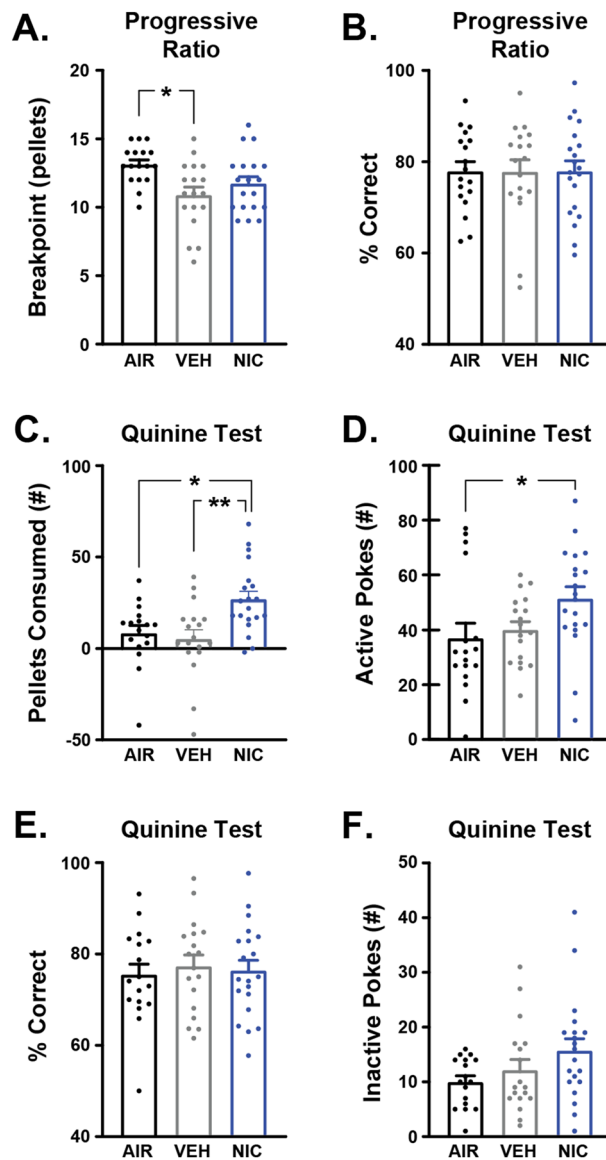 A.
Progressive
Ratio
Breakpoint (pellets)
20
15
10
5
0
*
AIR VEH NIC
B.
Progressive
Ratio
% Correct
100
80
60
40
AIR VEH NIC
C.
Quinine Test
Pellets Consumed (#)
100
50
0
-50
*
**
AIR VEH NIC
D.
Quinine Test
Active Pokes (#)
100
80
60
40
20
0
*
AIR VEH NIC
E.
Quinine Test
% Correct
100
80
60
40
AIR VEH NIC
F.
Quinine Test
Inactive Pokes (#)
50
40
30
20
10
0
AIR VEH NIC